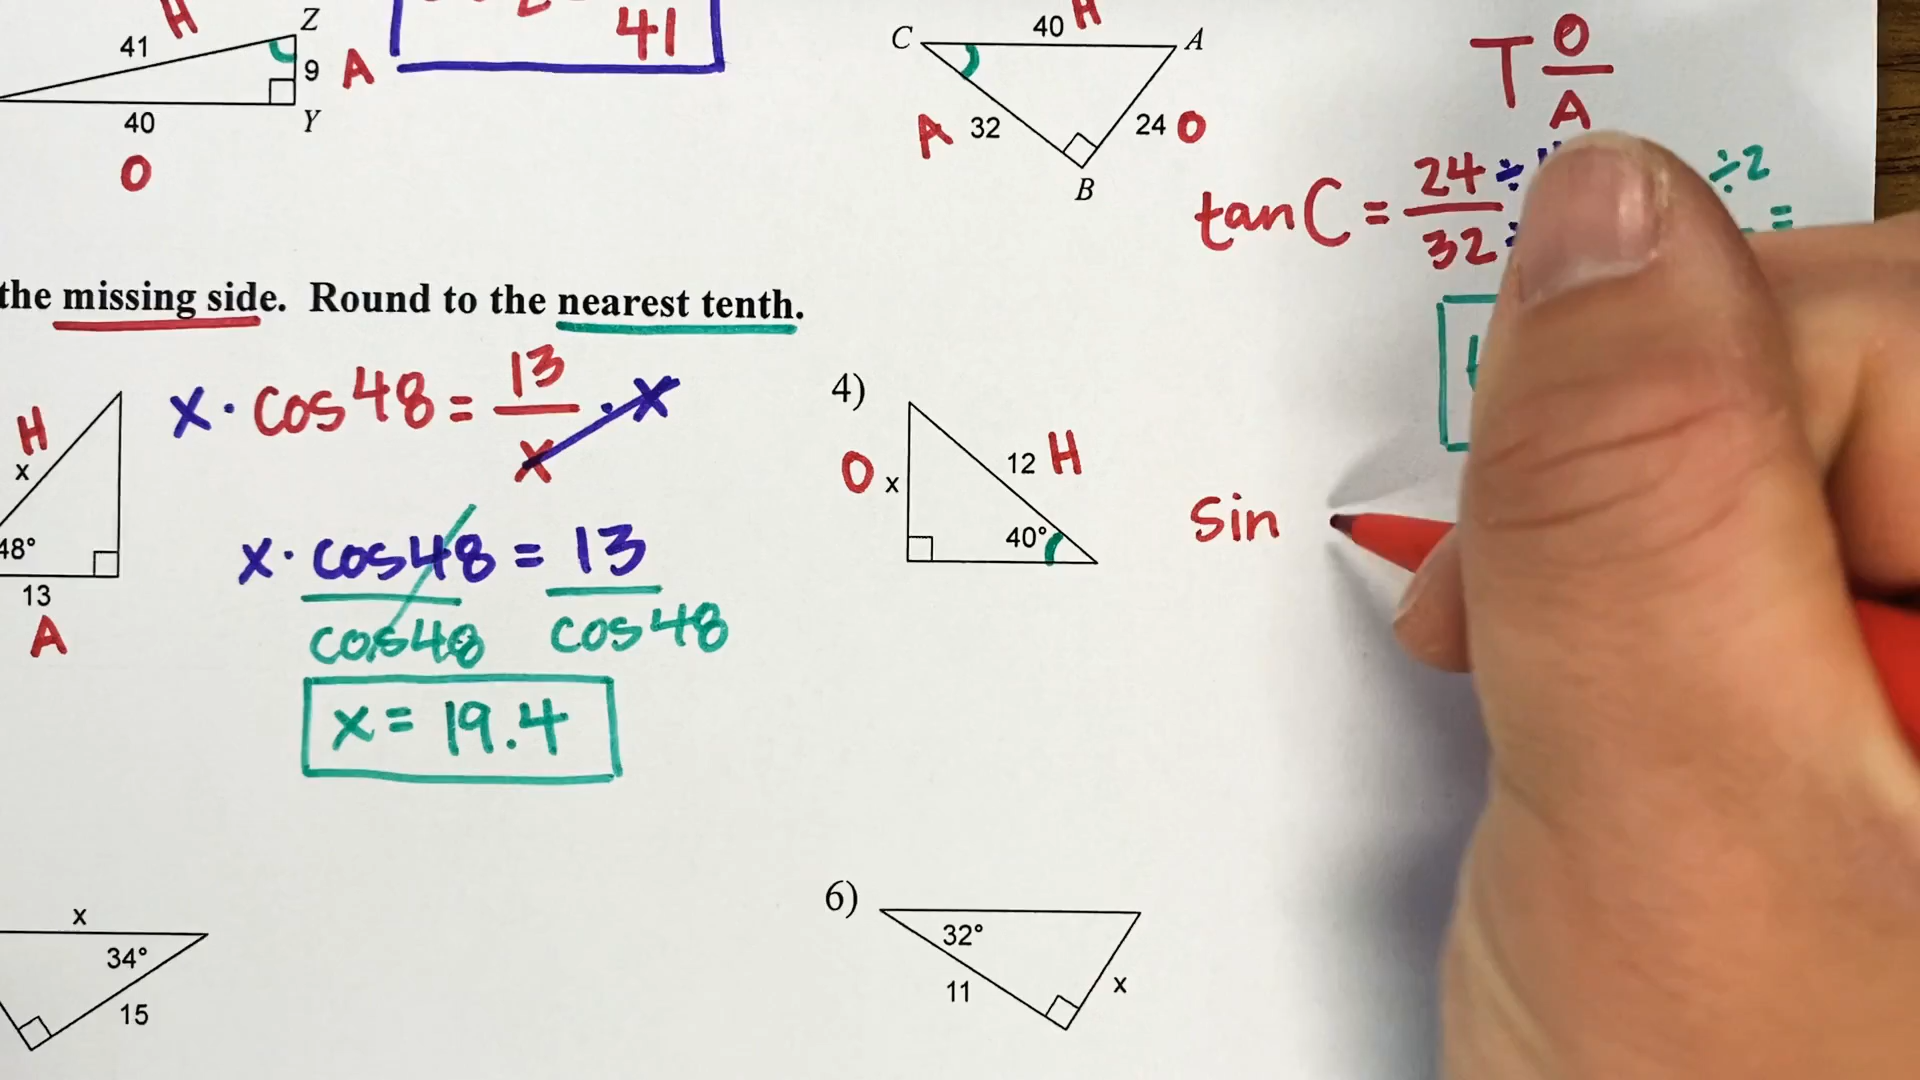 41 H
Z
9 A
40
Y
O
41
C
40 H
A
A 32
24 O
B
T O
A
tan C = 24 ÷
32
÷2
=
the missing side. Round to the nearest tenth.
H
x
48°
13
A
x · cos 48 = 13 · x
x
x · cos 48 = 13
cos 48 cos 48
x = 19.4
4)
O x
12 H
40°
sin
x
34°
15
6)
32°
11
x